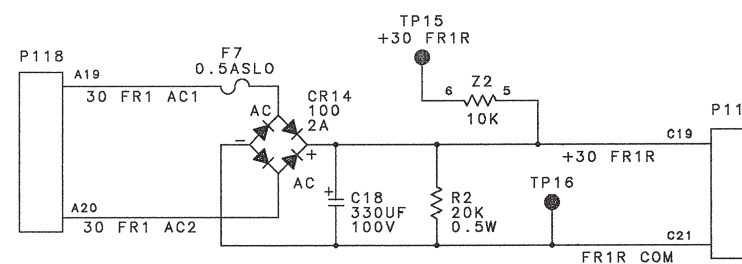 TP15
+30 FR1R
P118
F7
0.5ASLO
A19
30 FR1 AC1
AC
CR14
100
2A
6
Z2
5
10K
P11
C19
+30 FR1R
-
+
AC
TP16
A20
30 FR1 AC2
+
C18
330UF
100V
R2
20K
0.5W
C21
FR1R COM